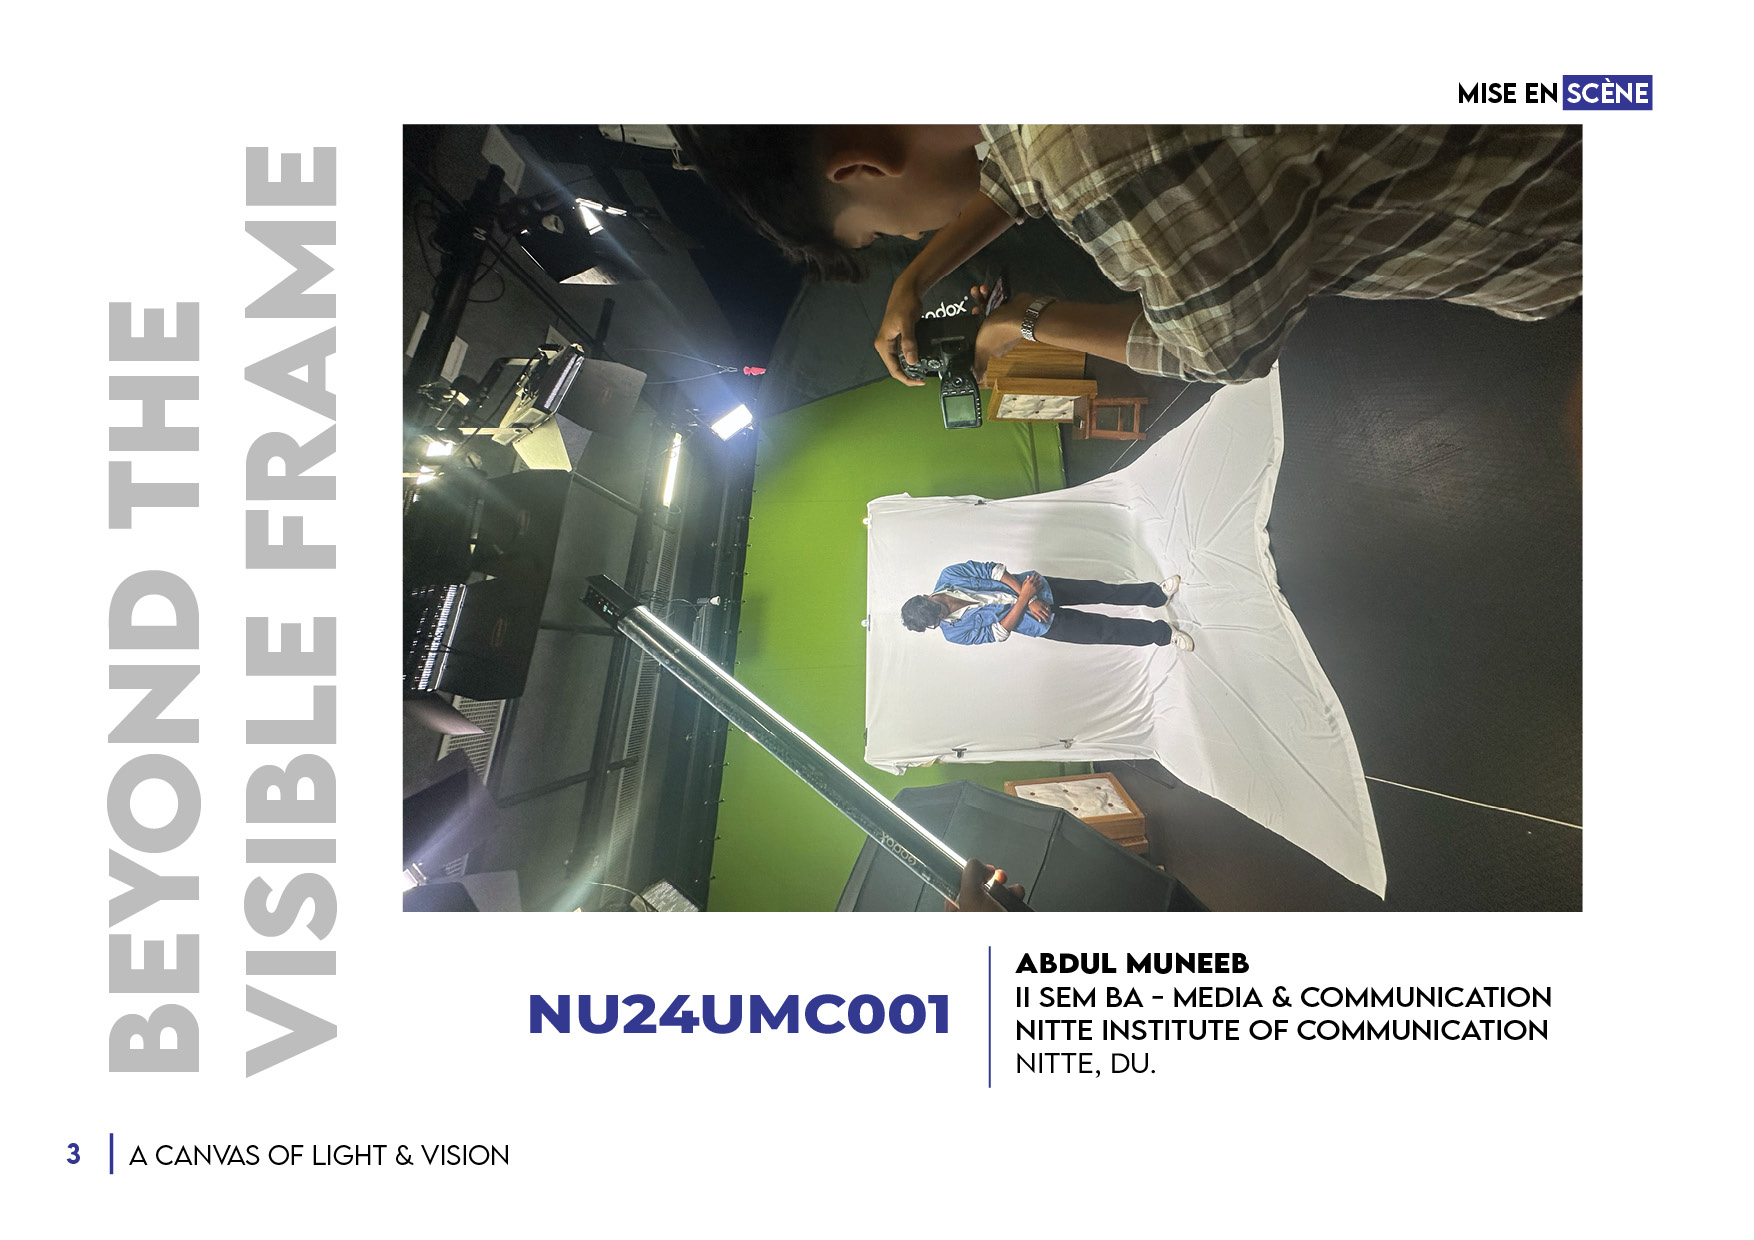 MISE EN SCÈNE
BEYOND THE
VISIBLE FRAME
Godox
NU24UMC001
ABDUL MUNEEB
II SEM BA - MEDIA & COMMUNICATION
NITTE INSTITUTE OF COMMUNICATION
NITTE, DU.
3
A CANVAS OF LIGHT & VISION